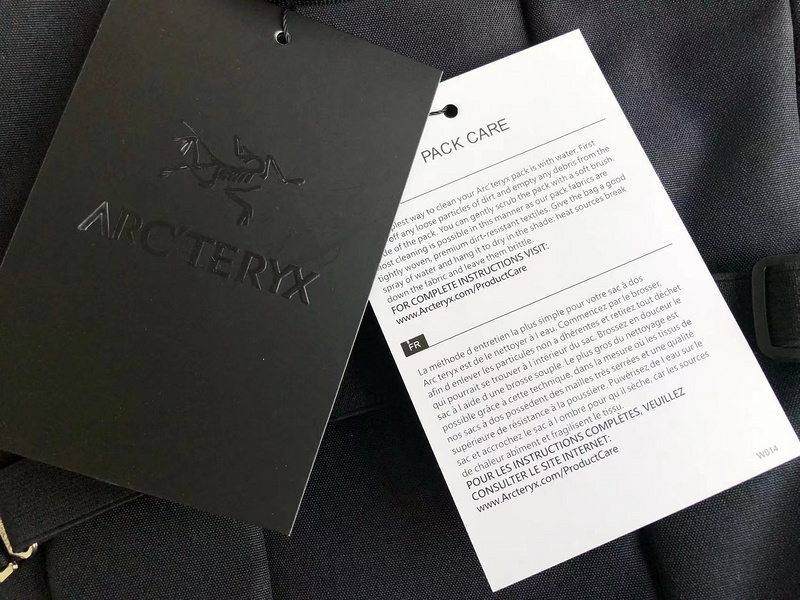 ARC'TERYX
PACK CARE
plest way to clean your Arc'teryx pack is with water. First
off any loose particles of dirt and empty any debris from the
de of the pack. You can gently scrub the pack with a soft brush.
ost cleaning is possible in this manner as our pack fabrics are
tightly woven, premium dirt-resistant textiles. Give the bag a good
spray of water and hang it to dry in the shade; heat sources break
down the fabric and leave them brittle.
FOR COMPLETE INSTRUCTIONS VISIT:
www.Arcteryx.com/ProductCare
FR
La méthode d entretien la plus simple pour votre sac à dos
Arc teryx est de le nettoyer à l eau. Commencez par le brosser,
afin d enlever les particules non a dhérentes et retirez tout déchet
qui pourrait se trouver à l intérieur du sac. Brossez en douceur le
sac à l aide d une brosse souple. Le plus gros du nettoyage est
possible grâce à cette technique, dans la mesure où les tissus de
nos sacs à dos possèdent des mailles très serrées et une qualité
supérieure de résistance à la poussière. Pulvérisez de l eau sur le
sac et accrochez le sac à l ombre pour qu il sèche, car les sources
de chaleur abîment et fragilisent le tissu.
POUR LES INSTRUCTIONS COMPLÈTES, VEUILLEZ
CONSULTER LE SITE INTERNET:
www.Arcteryx.com/ProductCare
W014